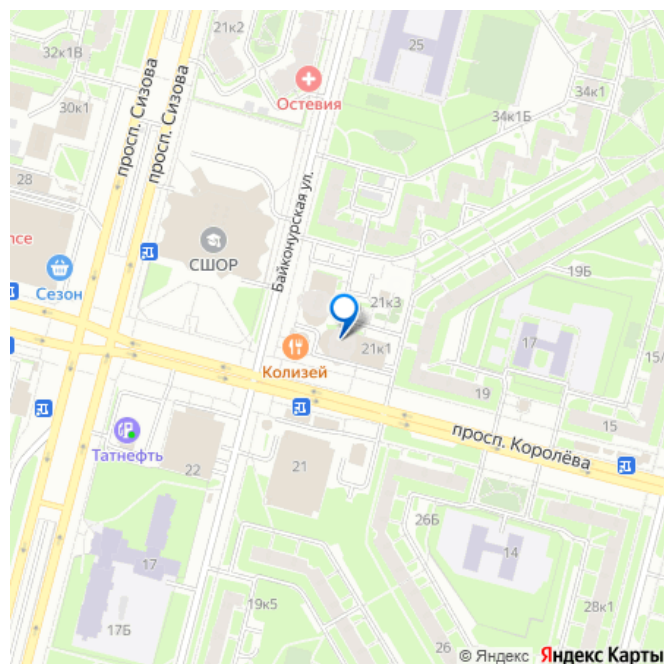 21к2
32к1В
просп. Сизова
просп. Сизова
25
Остевия
34к1
30к1
34к1Б
28
Байконурская ул.
nce
СШОР
Сезон
19Б
21к3
17
Колизей
21к1
15/
19
15
просп. Королёва
Татнефть
22
21
26Б
14
17
19к5
28к1
17Б
26
© Яндекс Яндекс Карты